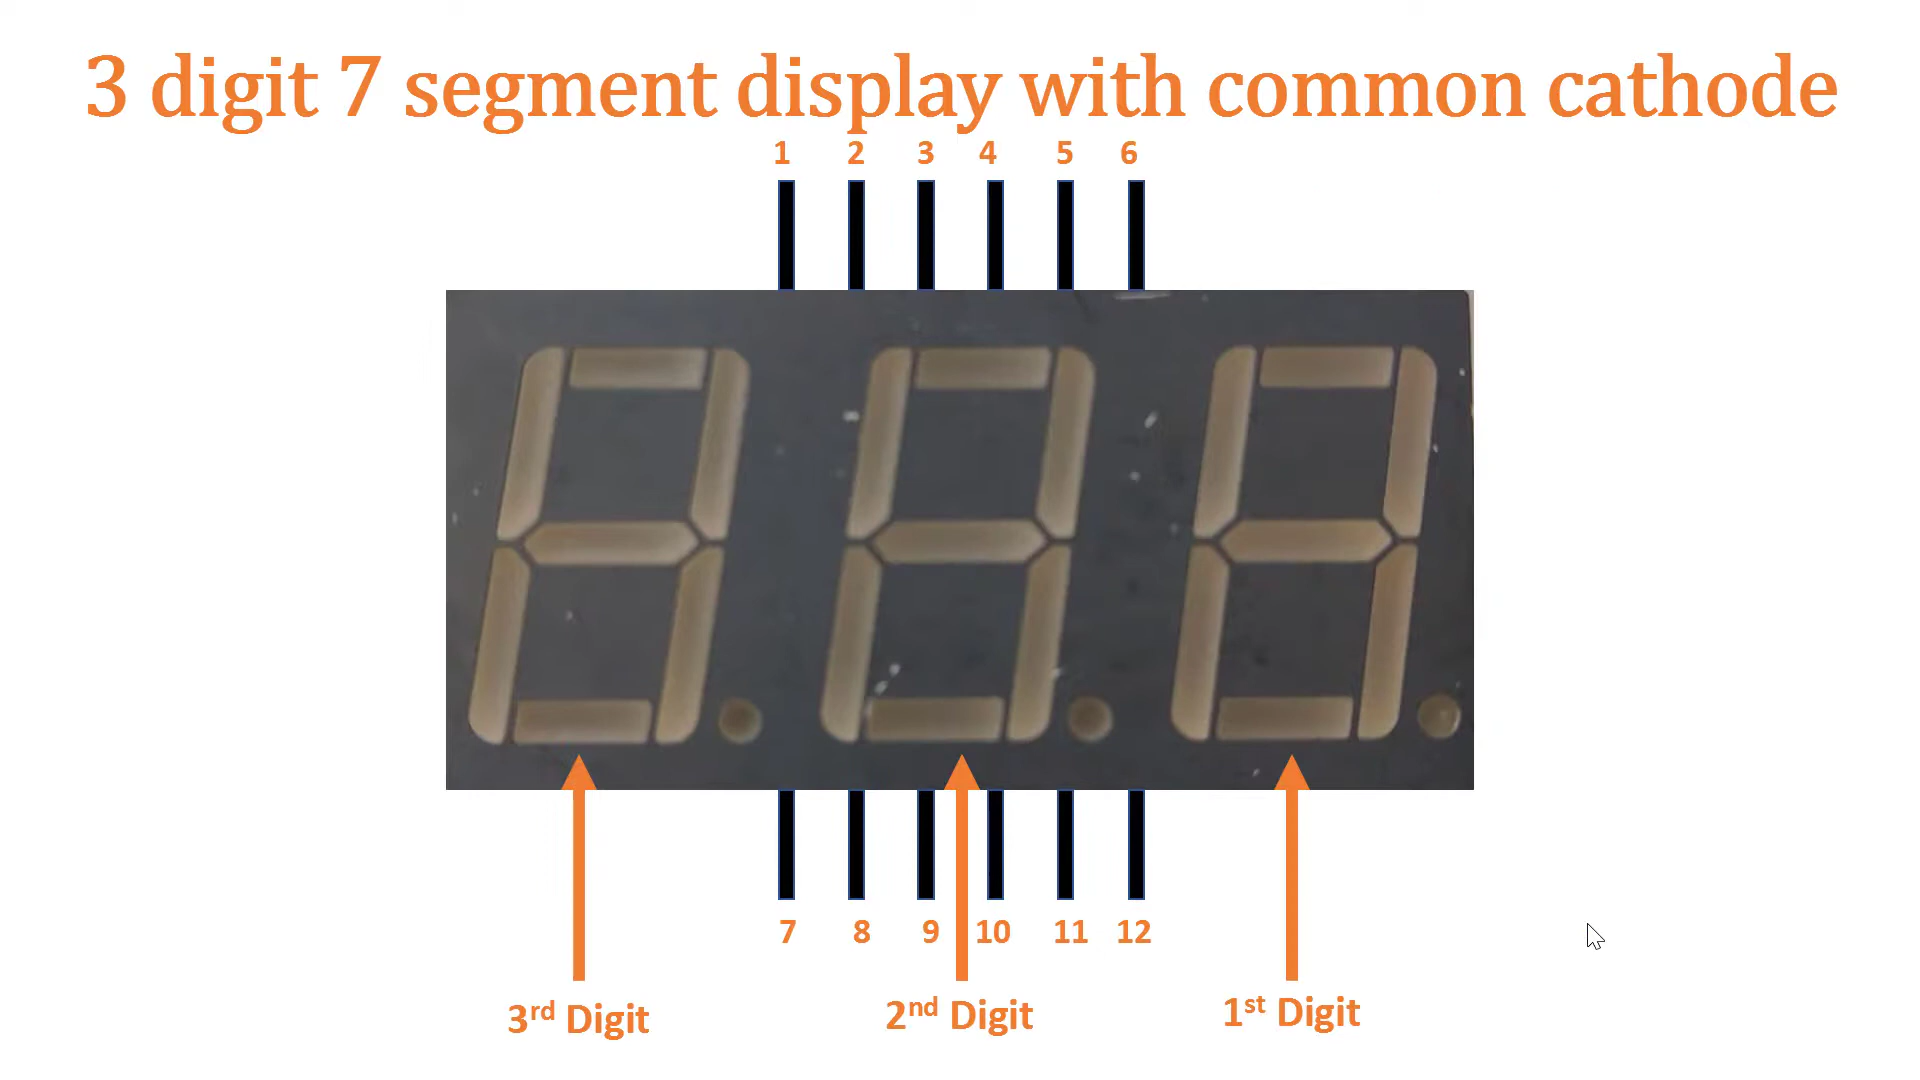 3 digit 7 segment display with common cathode
1 2 3 4 5 6
7 8 9 10 11 12
3rd Digit 2nd Digit 1st Digit